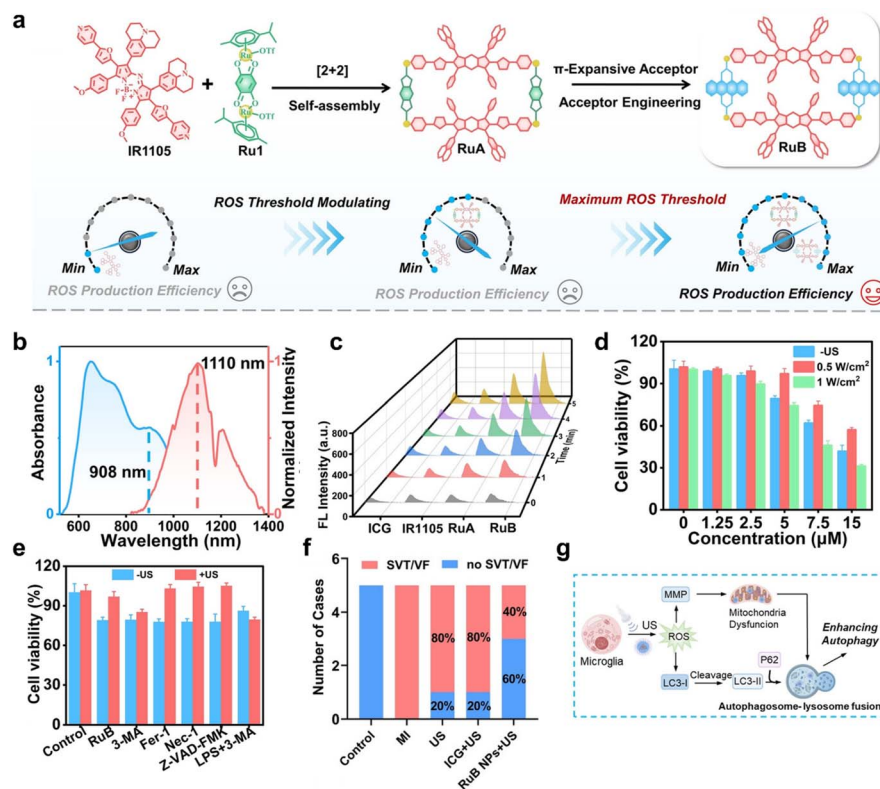 a
OTf
Ru
[2+2]
π-Expansive Acceptor
Self-assembly
Acceptor Engineering
Ru
OTf
IR1105
Ru1
RuA
RuB
ROS Threshold Modulating
Maximum ROS Threshold
Min
Max
Min
Max
Min
Max
ROS Production Efficiency
ROS Production Efficiency
ROS Production Efficiency
b
1110 nm
908 nm
Absorbance
Normalized Intensity
1
0
1
0
600 800 1000 1200 1400
Wavelength (nm)
c
FL Intensity (a.u.)
800
600
400
200
0
ICG IR1105 RuA RuB
0
1
2
3
4
5
Time (min)
d
Cell viability (%)
120
90
60
30
0
-US
0.5 W/cm²
1 W/cm²
0 1.25 2.5 5 7.5 15
Concentration (μM)
e
Cell viability (%)
120
90
60
30
0
-US
+US
Control
RuB
3-MA
Fer-1
Nec-1
Z-VAD-FMK
LPS+3-MA
f
SVT/VF
no SVT/VF
Number of Cases
6
4
2
0
80%
20%
80%
20%
40%
60%
Control
MI
US
ICG+US
RuB NPs+US
g
Microglia
US
ROS
MMP
Mitochondria
Dysfuncion
Enhancing
Autophagy
LC3-I
Cleavage
LC3-II
P62
Autophagosome-lysosome fusion